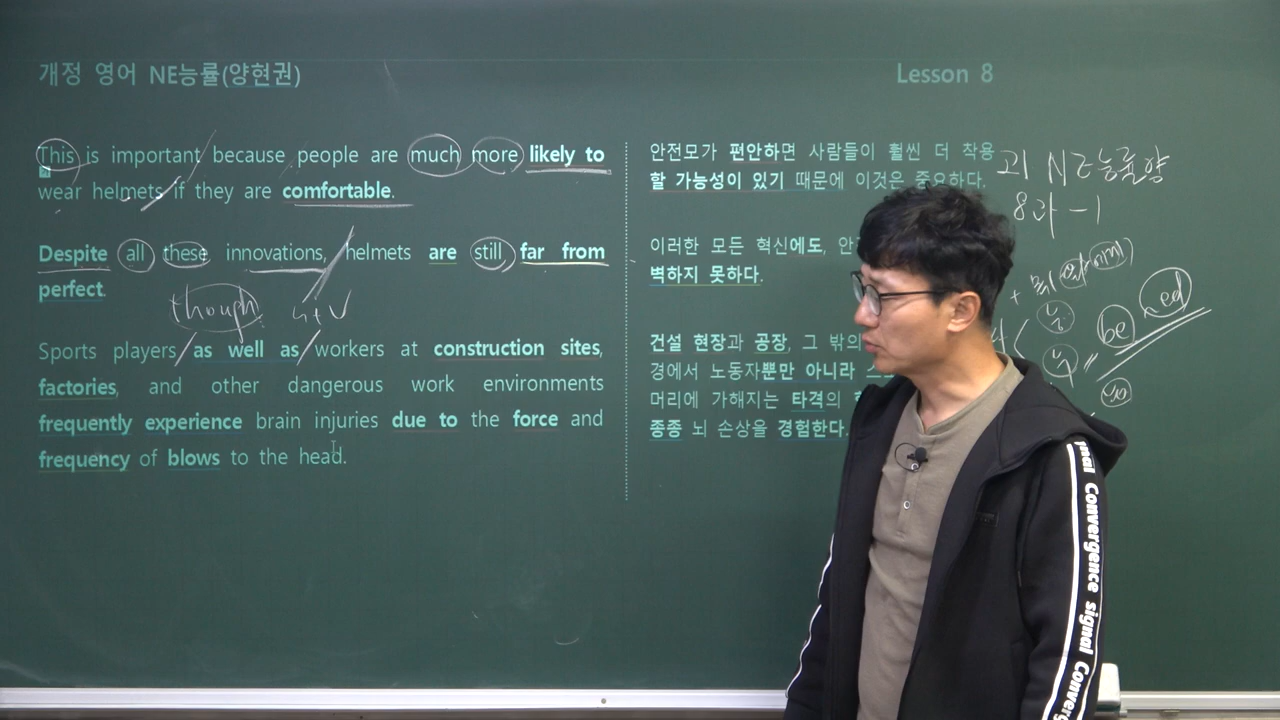 개정 영어 NE능률(양현권)
Lesson 8
This is important because people are much more likely to
wear helmets if they are comfortable.
Despite all these innovations, helmets are still far from
perfect.
though
s+v
Sports players as well as workers at construction sites,
factories, and other dangerous work environments
frequently experience brain injuries due to the force and
frequency of blows to the head.
안전모가 편안하면 사람들이 훨씬 더 착용
할 가능성이 있기 때문에 이것은 중요하다.
이러한 모든 혁신에도,
벽하지 못하다.
건설 현장과 공장, 그 밖의
경에서 노동자뿐만 아니라
머리에 가해지는 타격의
종종 뇌 손상을 경험한다.
고1 NE능률양
8과 -1
be ed
Convergence signal